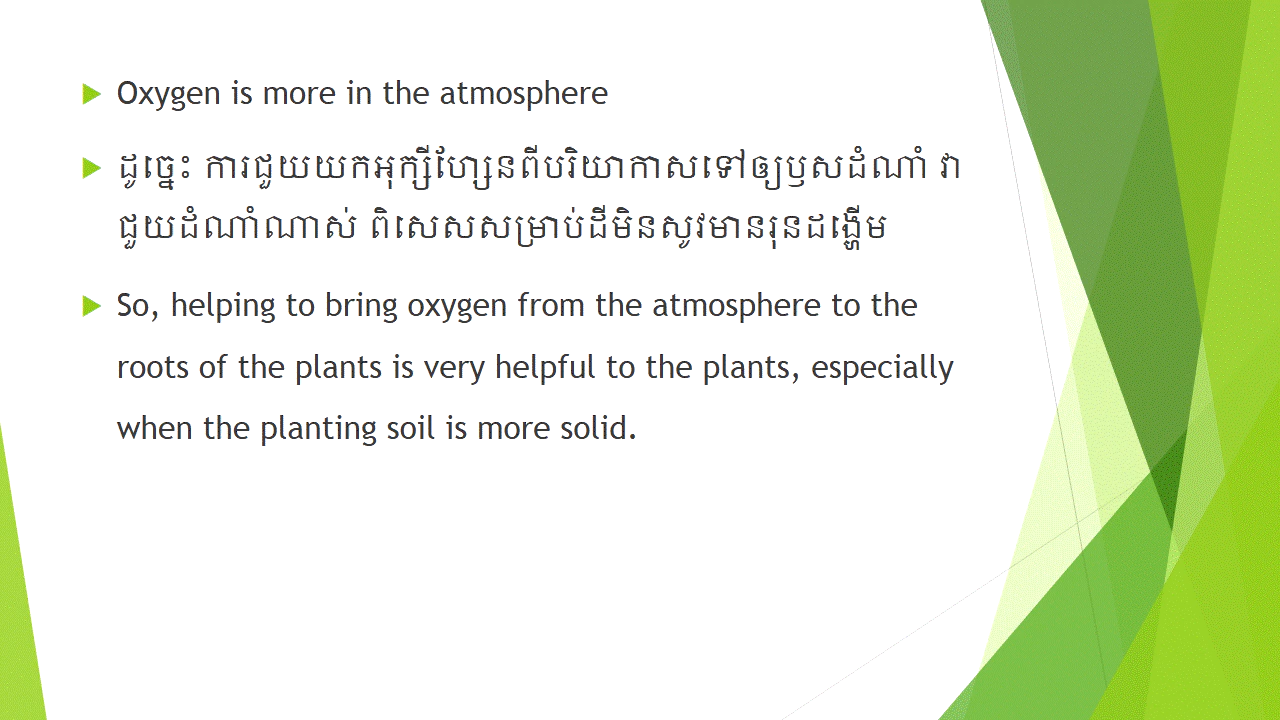 Oxygen is more in the atmosphere
ដូច្នេះ ការជួយយកអុក្សីហ្សែនពីបរិយាកាសទៅឲ្យឫសដំណាំ វា
ជួយដំណាំណាស់ ពិសេសសម្រាប់ដីមិនសូវមានរុនដង្ហើម
So, helping to bring oxygen from the atmosphere to the
roots of the plants is very helpful to the plants, especially
when the planting soil is more solid.